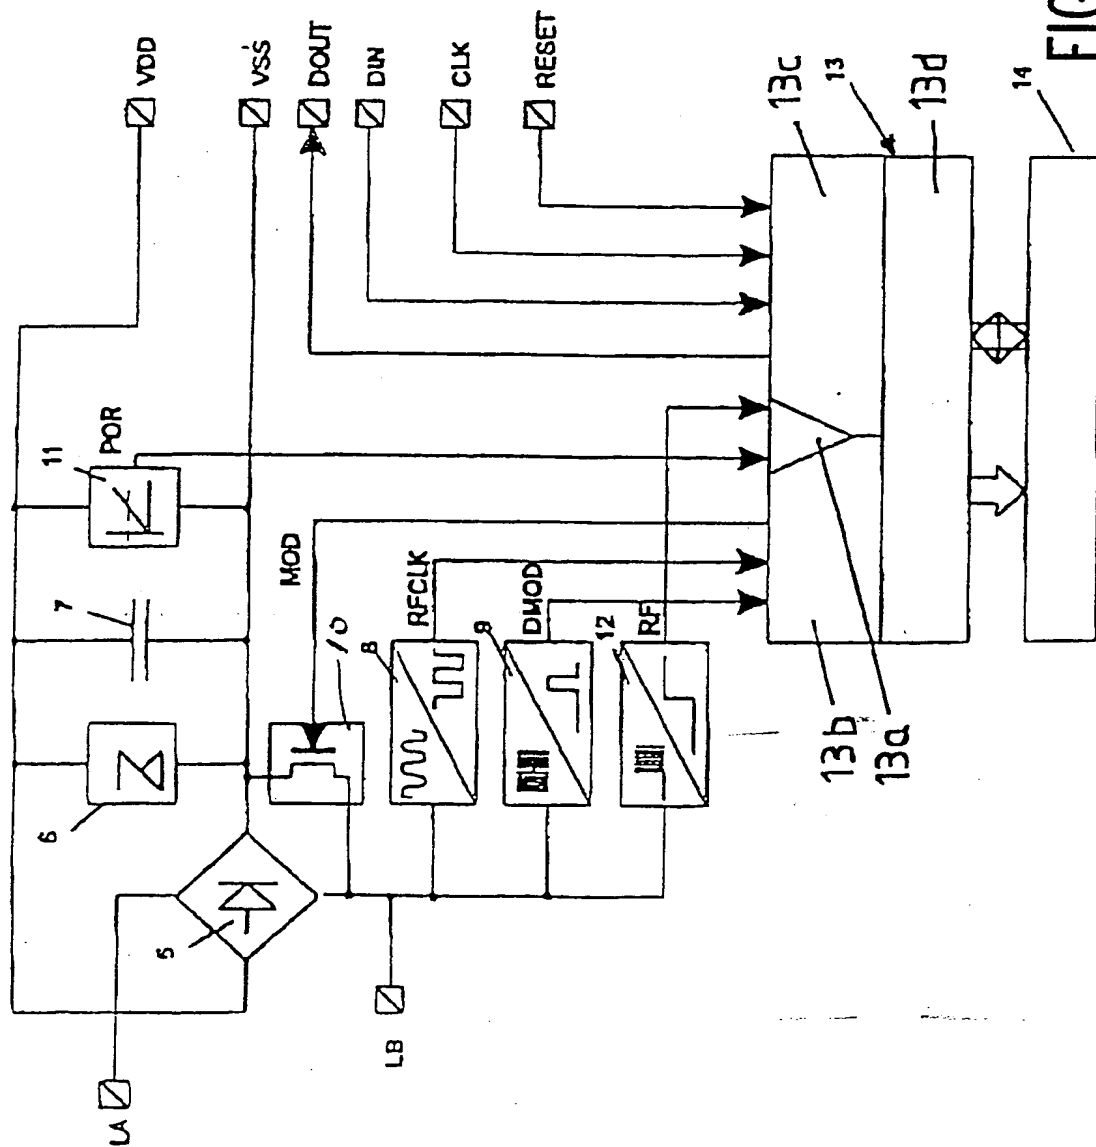 LA
LB
5
6
7
11
POR
VDD
VSS
DOUT
DIN
CLK
RESET
MOD
10
8
RFCLK
9
DMOD
12
RF
13b
13a
13c
13
13d
14
FIG